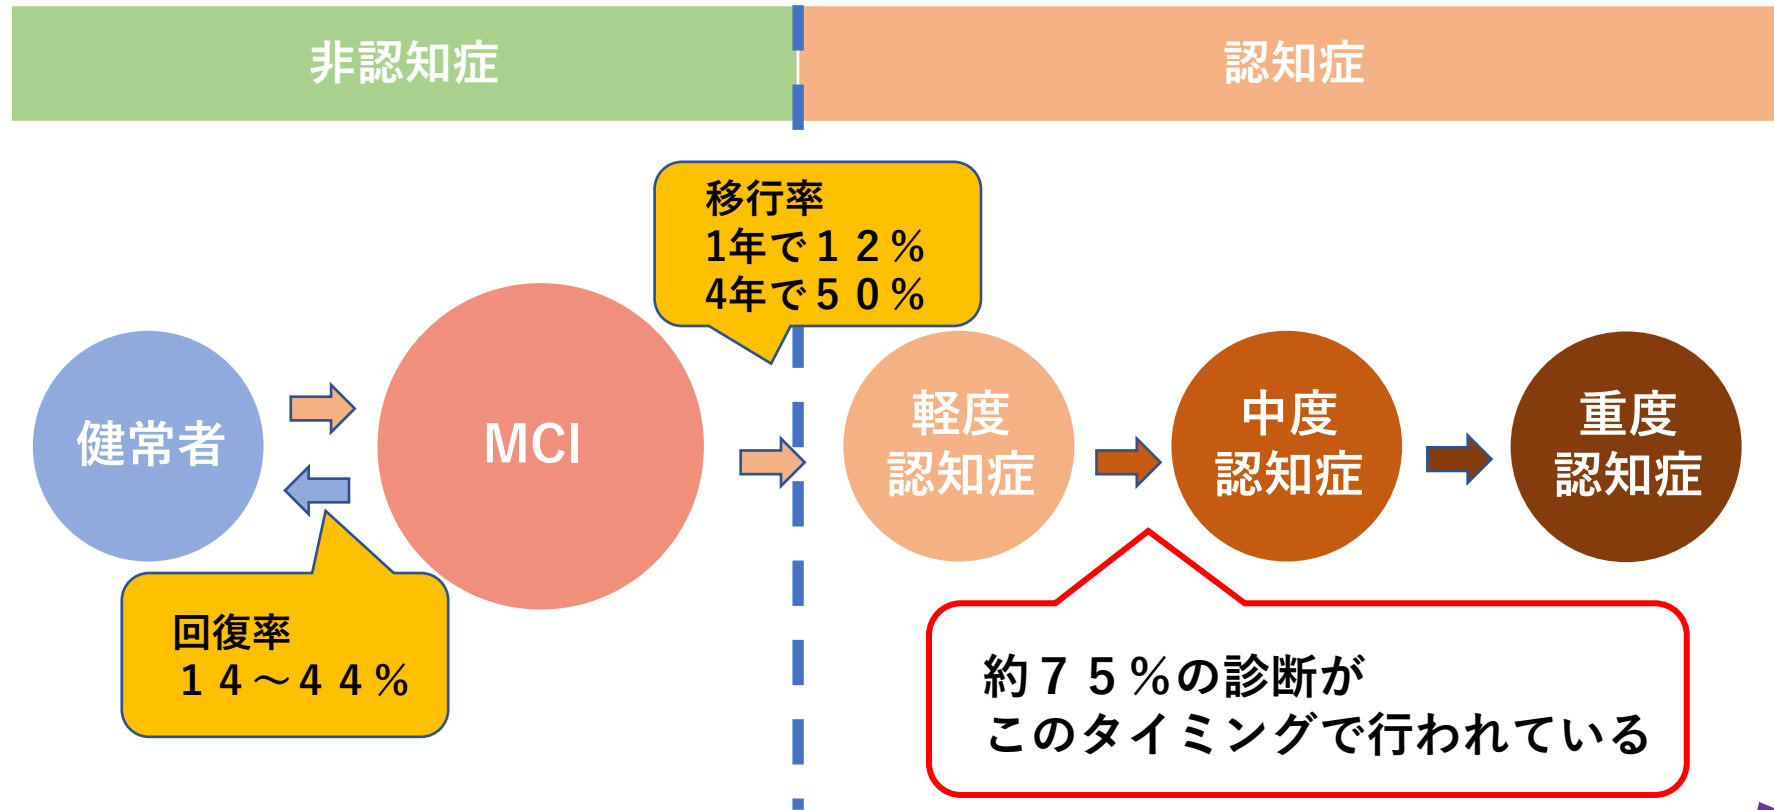 非認知症
認知症
移行率
1年で１２％
4年で５０％
健常者
MCI
軽度
認知症
中度
認知症
重度
認知症
回復率
１４～４４％
約７５％の診断が
このタイミングで行われている